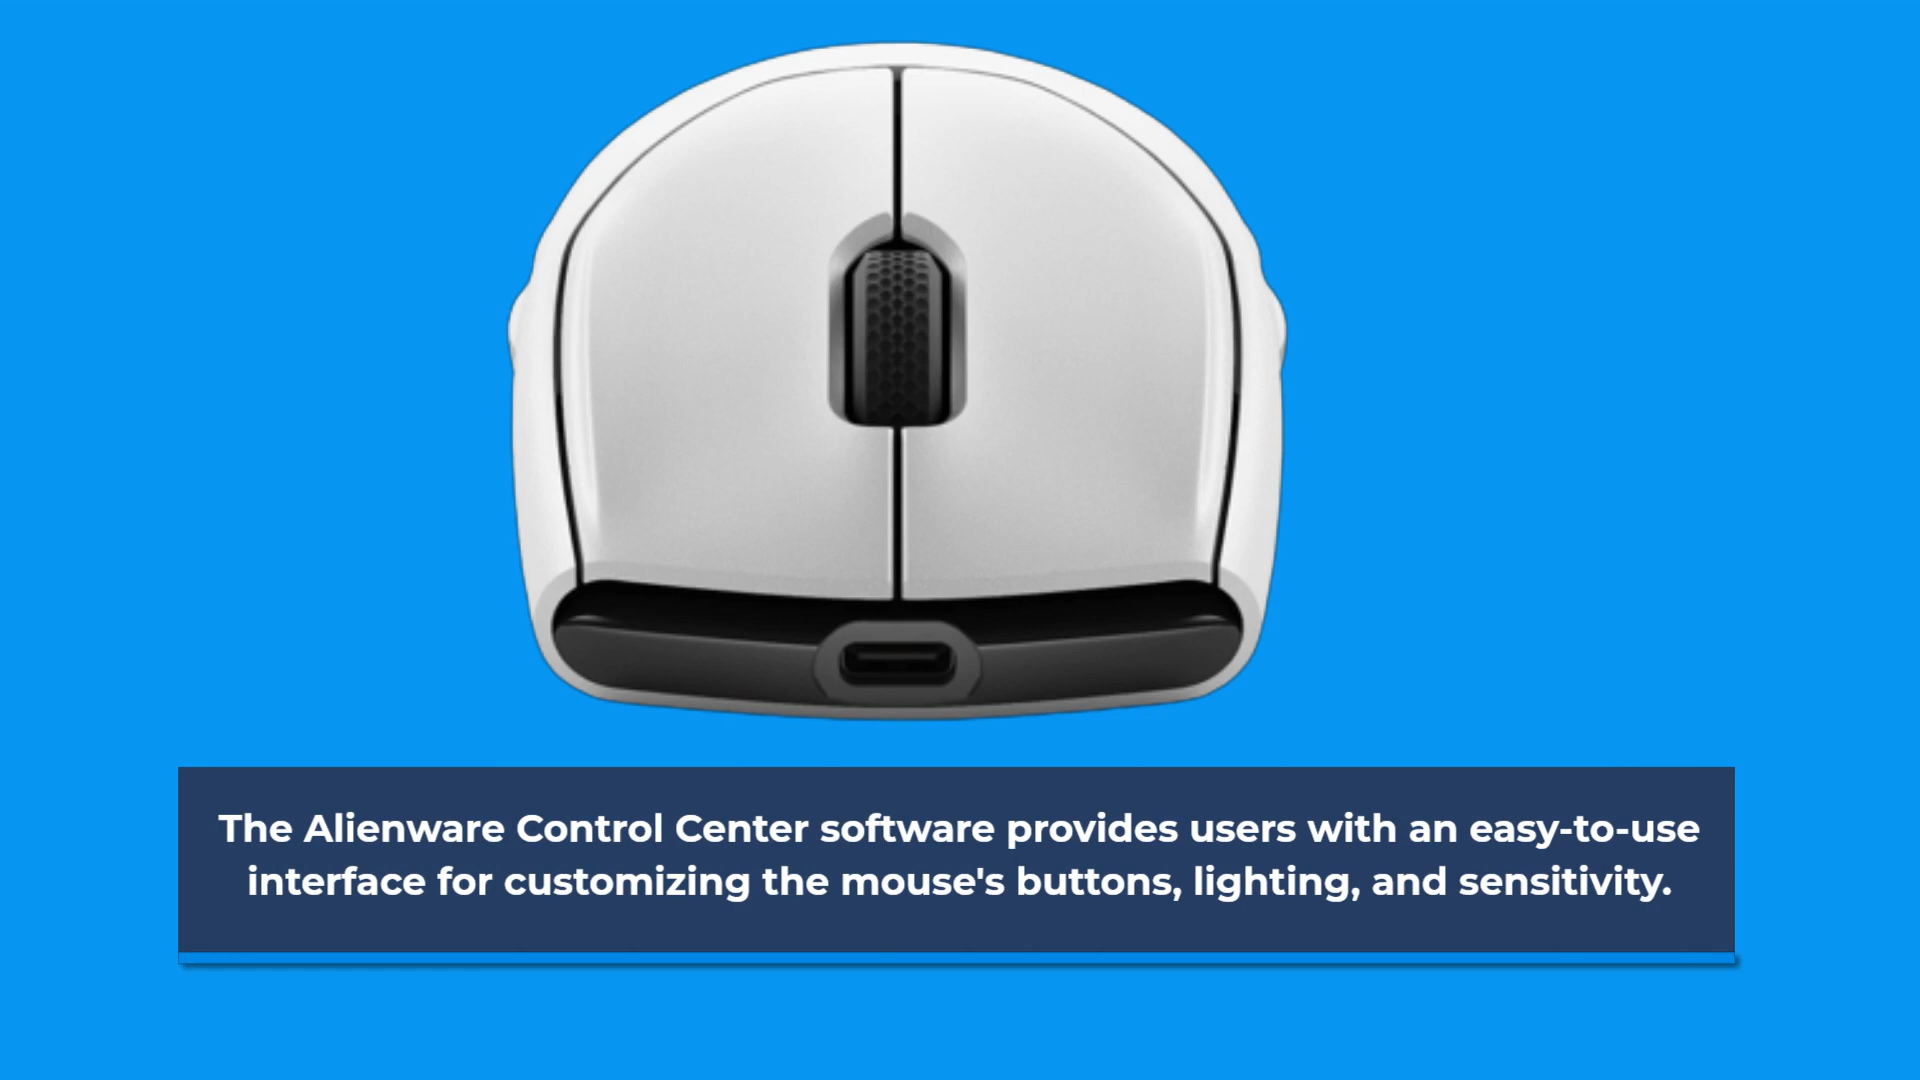 The Alienware Control Center software provides users with an easy-to-use
interface for customizing the mouse's buttons, lighting, and sensitivity.